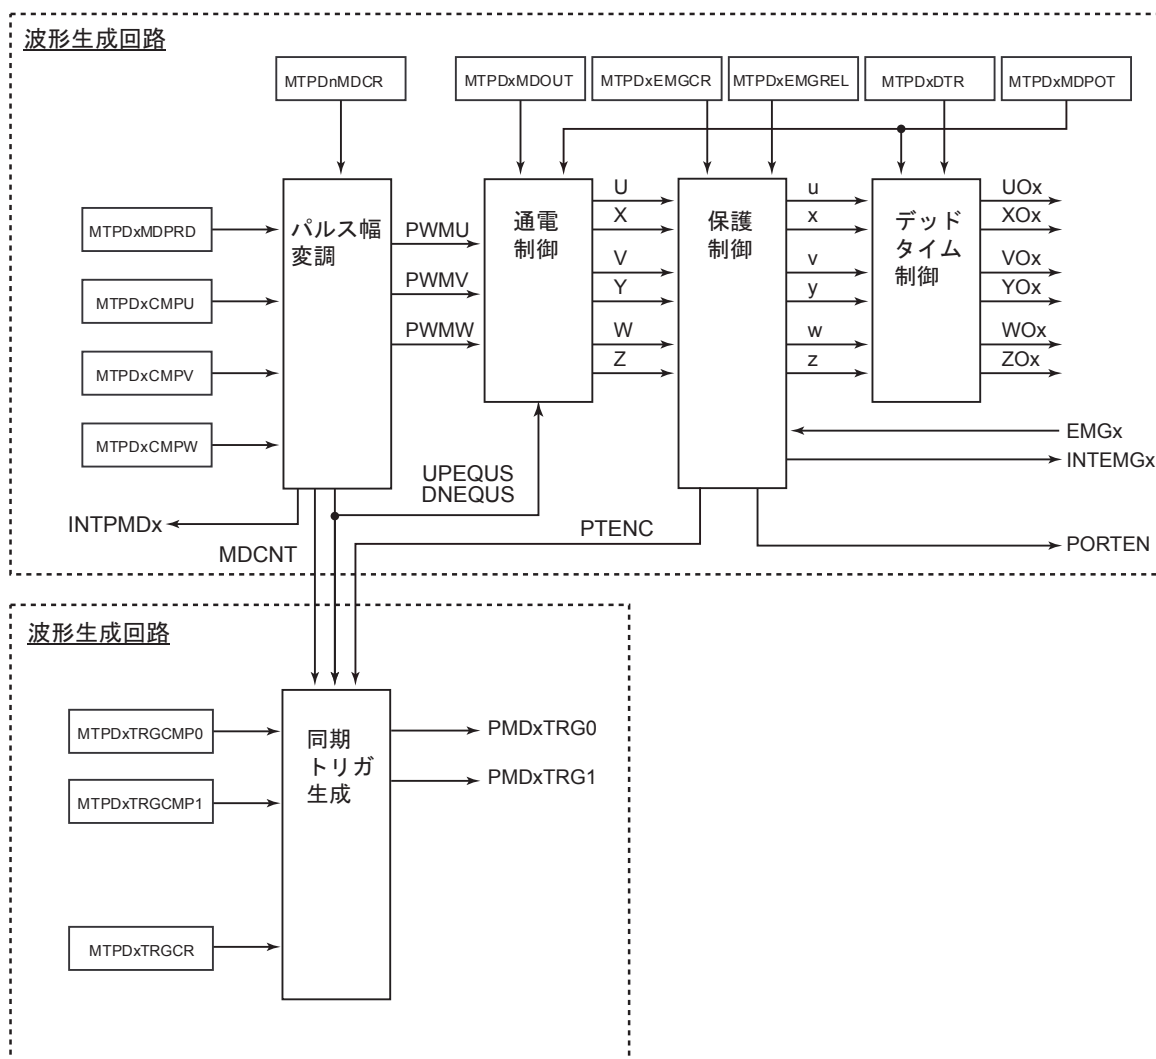 波形生成回路
MTPDnMDCR
MTPDxMDOUT
MTPDxEMGCR
MTPDxEMGREL
MTPDxDTR
MTPDxMDPOT
MTPDxMDPRD
MTPDxCMPU
MTPDxCMPV
MTPDxCMPW
パルス幅
変調
PWMU
PWMV
PWMW
通電
制御
U
X
V
Y
W
Z
保護
制御
u
x
v
y
w
z
デッド
タイム
制御
UOx
XOx
VOx
YOx
WOx
ZOx
EMGx
INTEMGx
UPEQUS
DNEQUS
INTPMDx
MDCNT
PTENC
PORTEN
波形生成回路
MTPDxTRGCMP0
MTPDxTRGCMP1
MTPDxTRGCR
同期
トリガ
生成
PMDxTRG0
PMDxTRG1